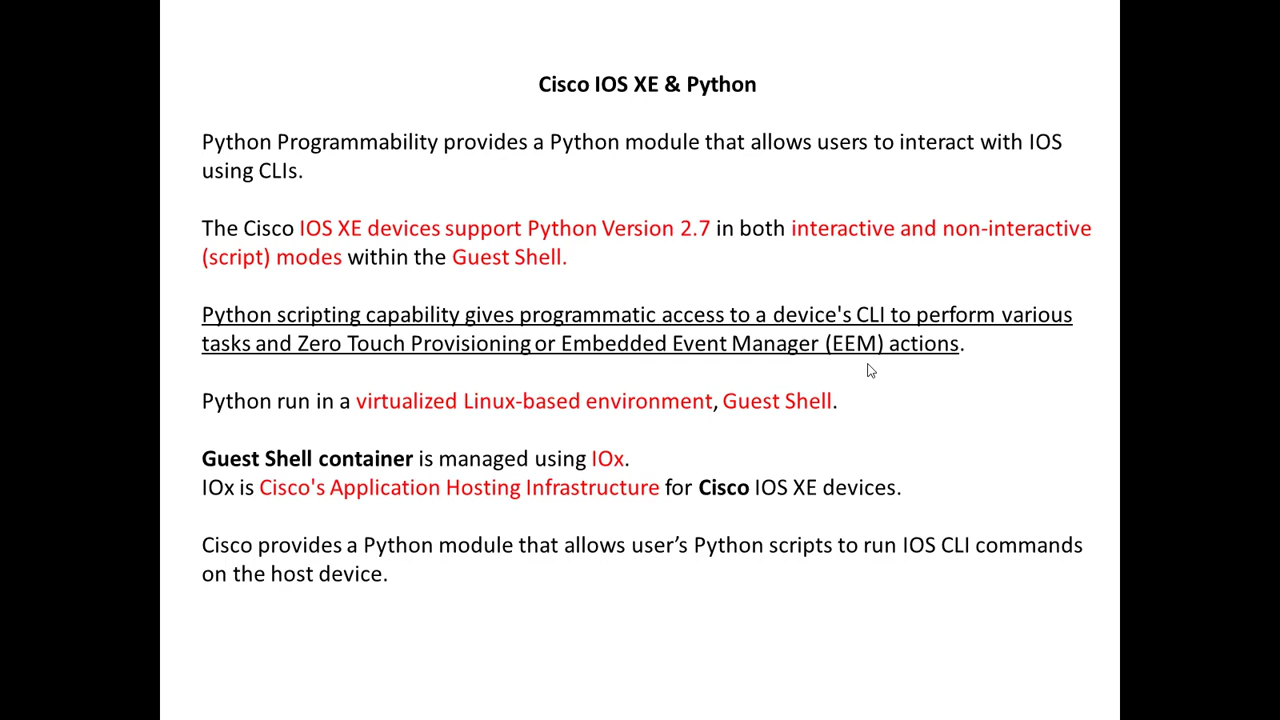 Cisco IOS XE & Python
Python Programmability provides a Python module that allows users to interact with IOS
using CLIs.
The Cisco IOS XE devices support Python Version 2.7 in both interactive and non-interactive
(script) modes within the Guest Shell.
Python scripting capability gives programmatic access to a device's CLI to perform various
tasks and Zero Touch Provisioning or Embedded Event Manager (EEM) actions.
Python run in a virtualized Linux-based environment, Guest Shell.
Guest Shell container is managed using IOx.
IOx is Cisco's Application Hosting Infrastructure for Cisco IOS XE devices.
Cisco provides a Python module that allows user’s Python scripts to run IOS CLI commands
on the host device.